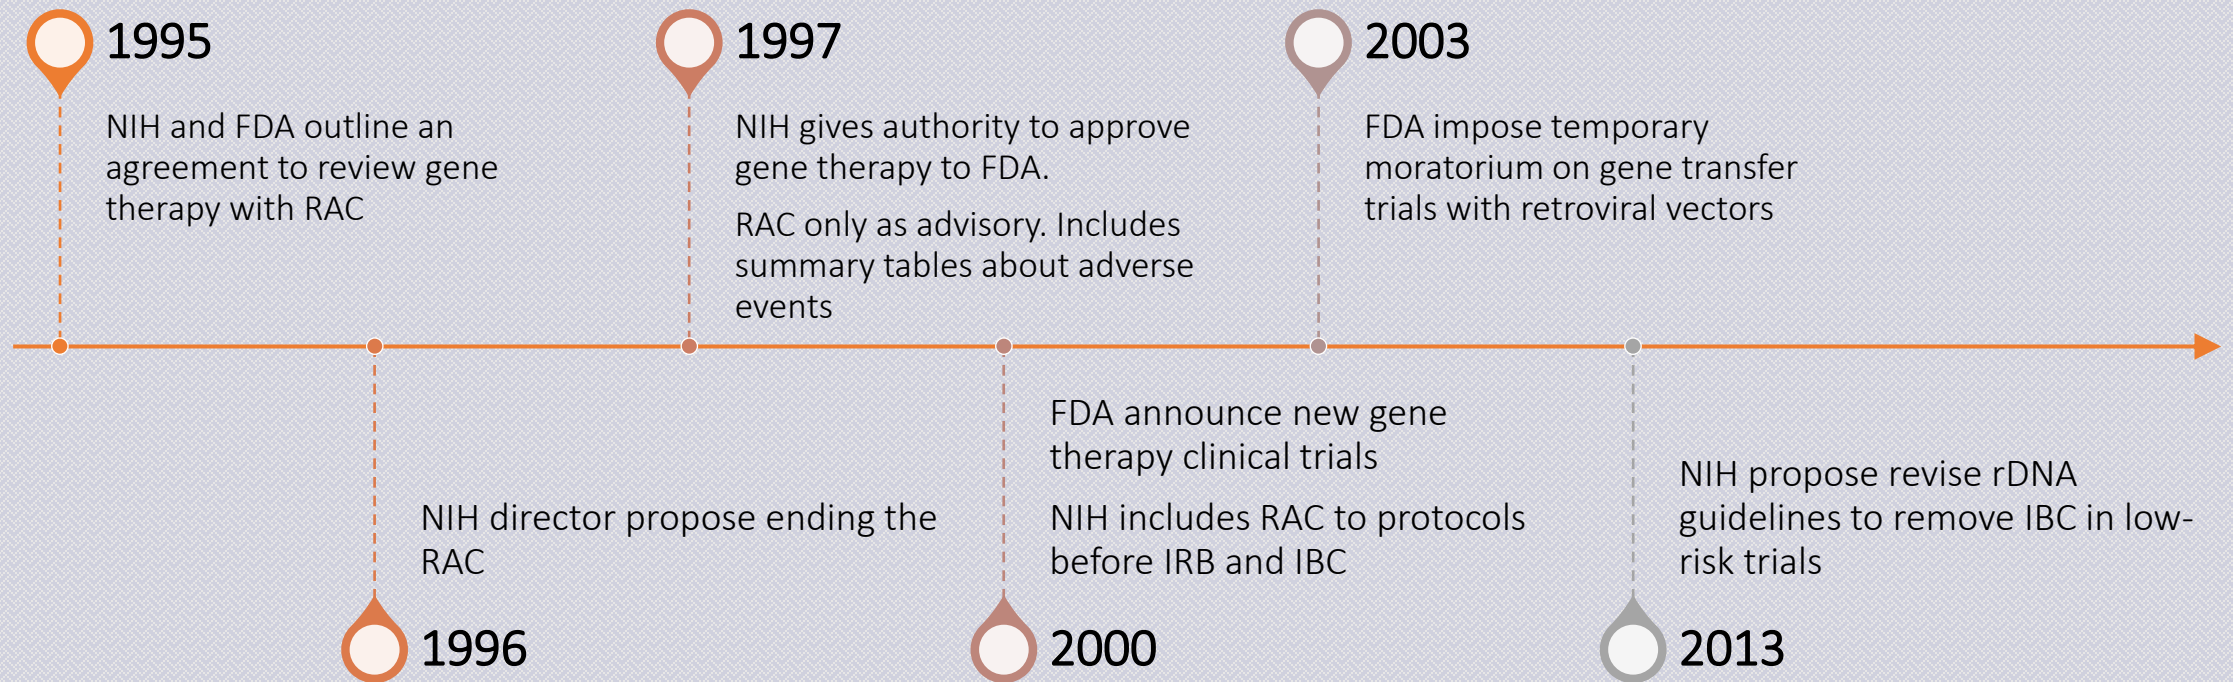 1995
NIH and FDA outline an
agreement to review gene
therapy with RAC
1996
NIH director propose ending the
RAC
1997
NIH gives authority to approve
gene therapy to FDA.
RAC only as advisory. Includes
summary tables about adverse
events
2000
FDA announce new gene
therapy clinical trials
NIH includes RAC to protocols
before IRB and IBC
2003
FDA impose temporary
moratorium on gene transfer
trials with retroviral vectors
2013
NIH propose revise rDNA
guidelines to remove IBC in low-
risk trials